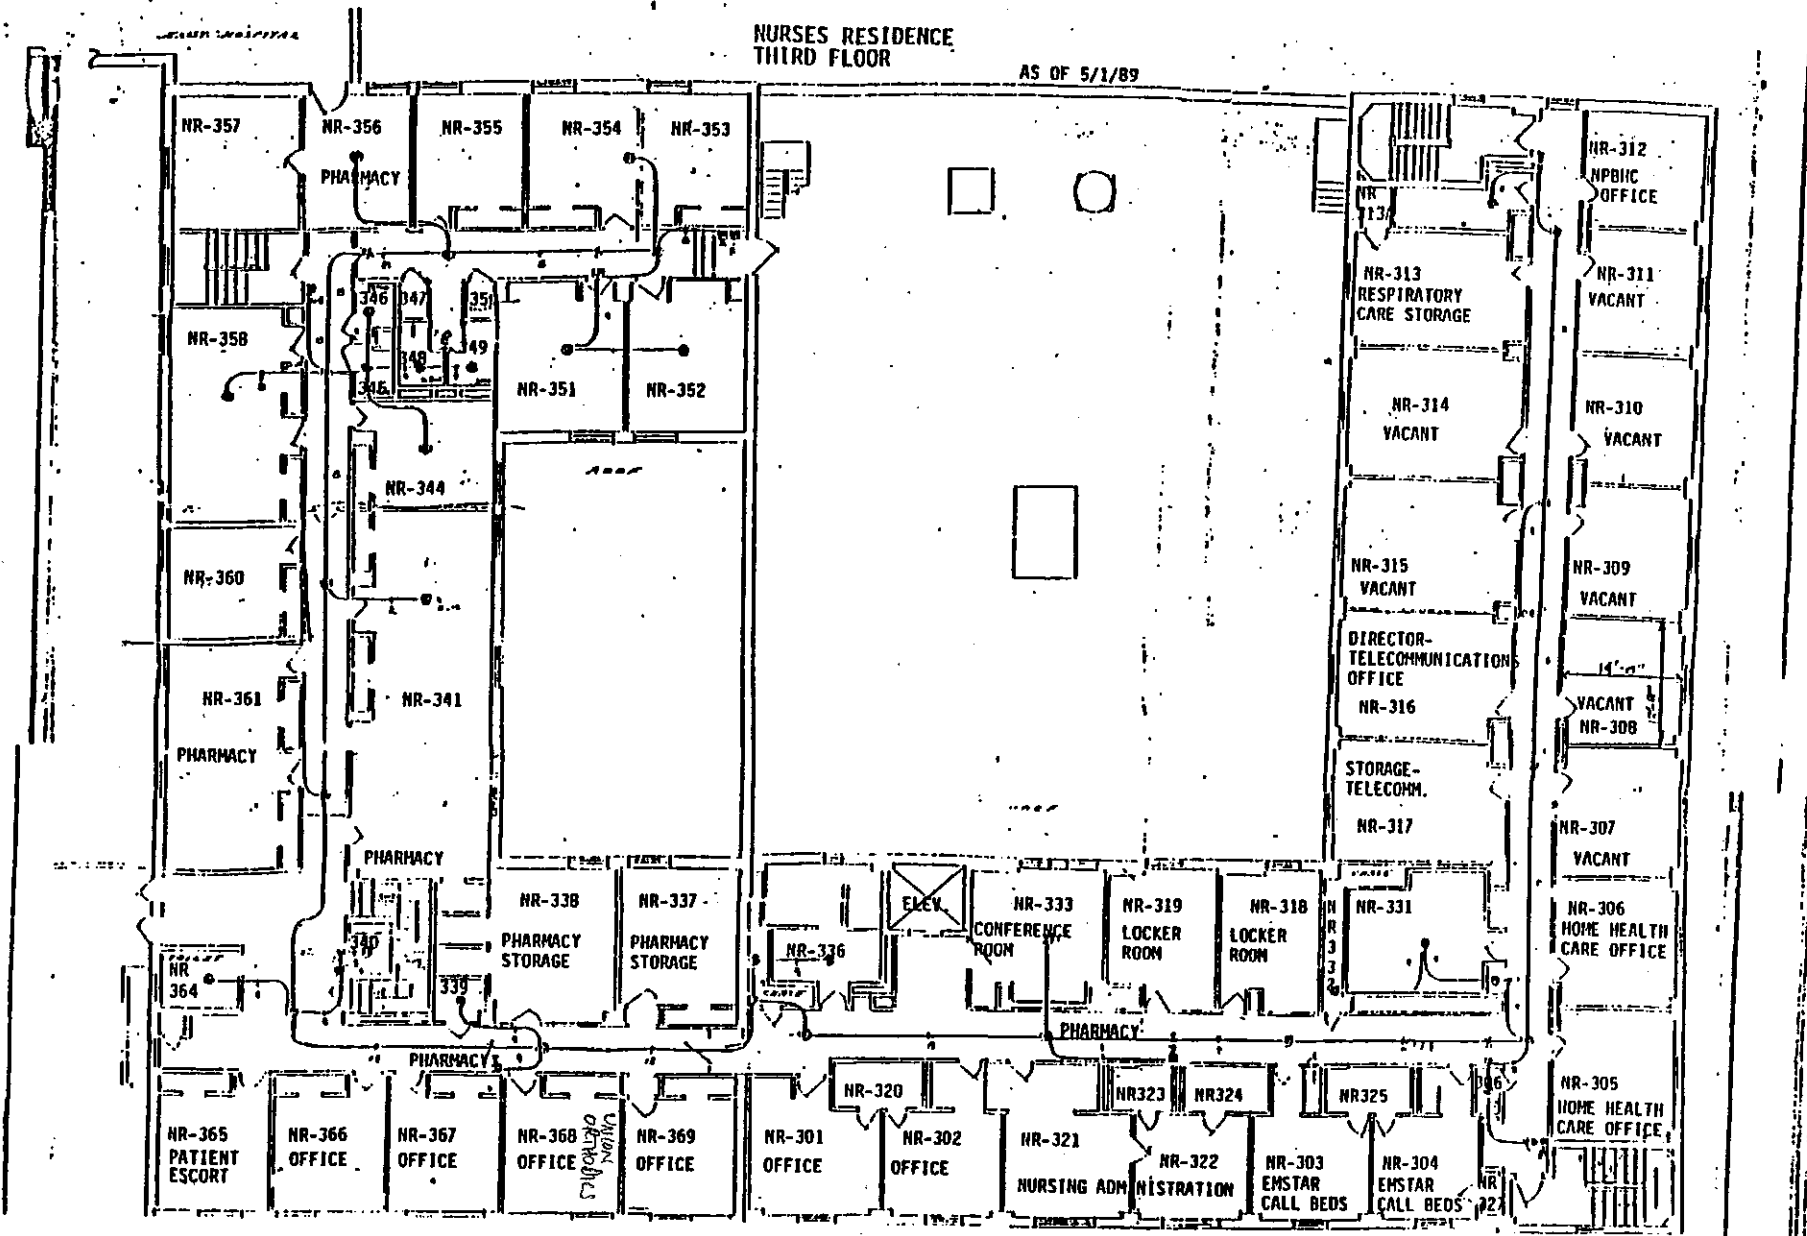 NURSES RESIDENCE
THIRD FLOOR
AS OF 5/1/89
NR-357
NR-356
PHARMACY
NR-355
NR-354
NR-353
NR-312
NPBHC
OFFICE
NR
313A
NR-313
RESPIRATORY
CARE STORAGE
NR-311
VACANT
346
347
348
NR-358
NR-351
NR-352
NR-314
VACANT
NR-310
VACANT
ROOF
NR-344
NR-360
NR-315
VACANT
NR-309
VACANT
DIRECTOR-
TELECOMMUNICATIONS
OFFICE
NR-316
VACANT
NR-308
NR-361
PHARMACY
NR-341
STORAGE-
TELECOMM.
NR-317
NR-307
VACANT
PHARMACY
NR-338
PHARMACY
STORAGE
NR-337
PHARMACY
STORAGE
ELEV.
NR-336
NR-333
CONFERENCE
ROOM
NR-319
LOCKER
ROOM
NR-318
LOCKER
ROOM
NR332
NR-331
NR-306
HOME HEALTH
CARE OFFICE
340
339
NR
364
PHARMACY
PHARMACY
NR-365
PATIENT
ESCORT
NR-366
OFFICE
NR-367
OFFICE
NR-368
OFFICE
UNION
NR-369
OFFICE
NR-301
OFFICE
NR-320
NR-302
OFFICE
NR-321
NR323
NR324
NR-322
NURSING ADMINISTRATION
NR-303
EMSTAR
CALL BEDS
NR325
NR-304
EMSTAR
CALL BEDS
NR
327
NR-305
HOME HEALTH
CARE OFFICE